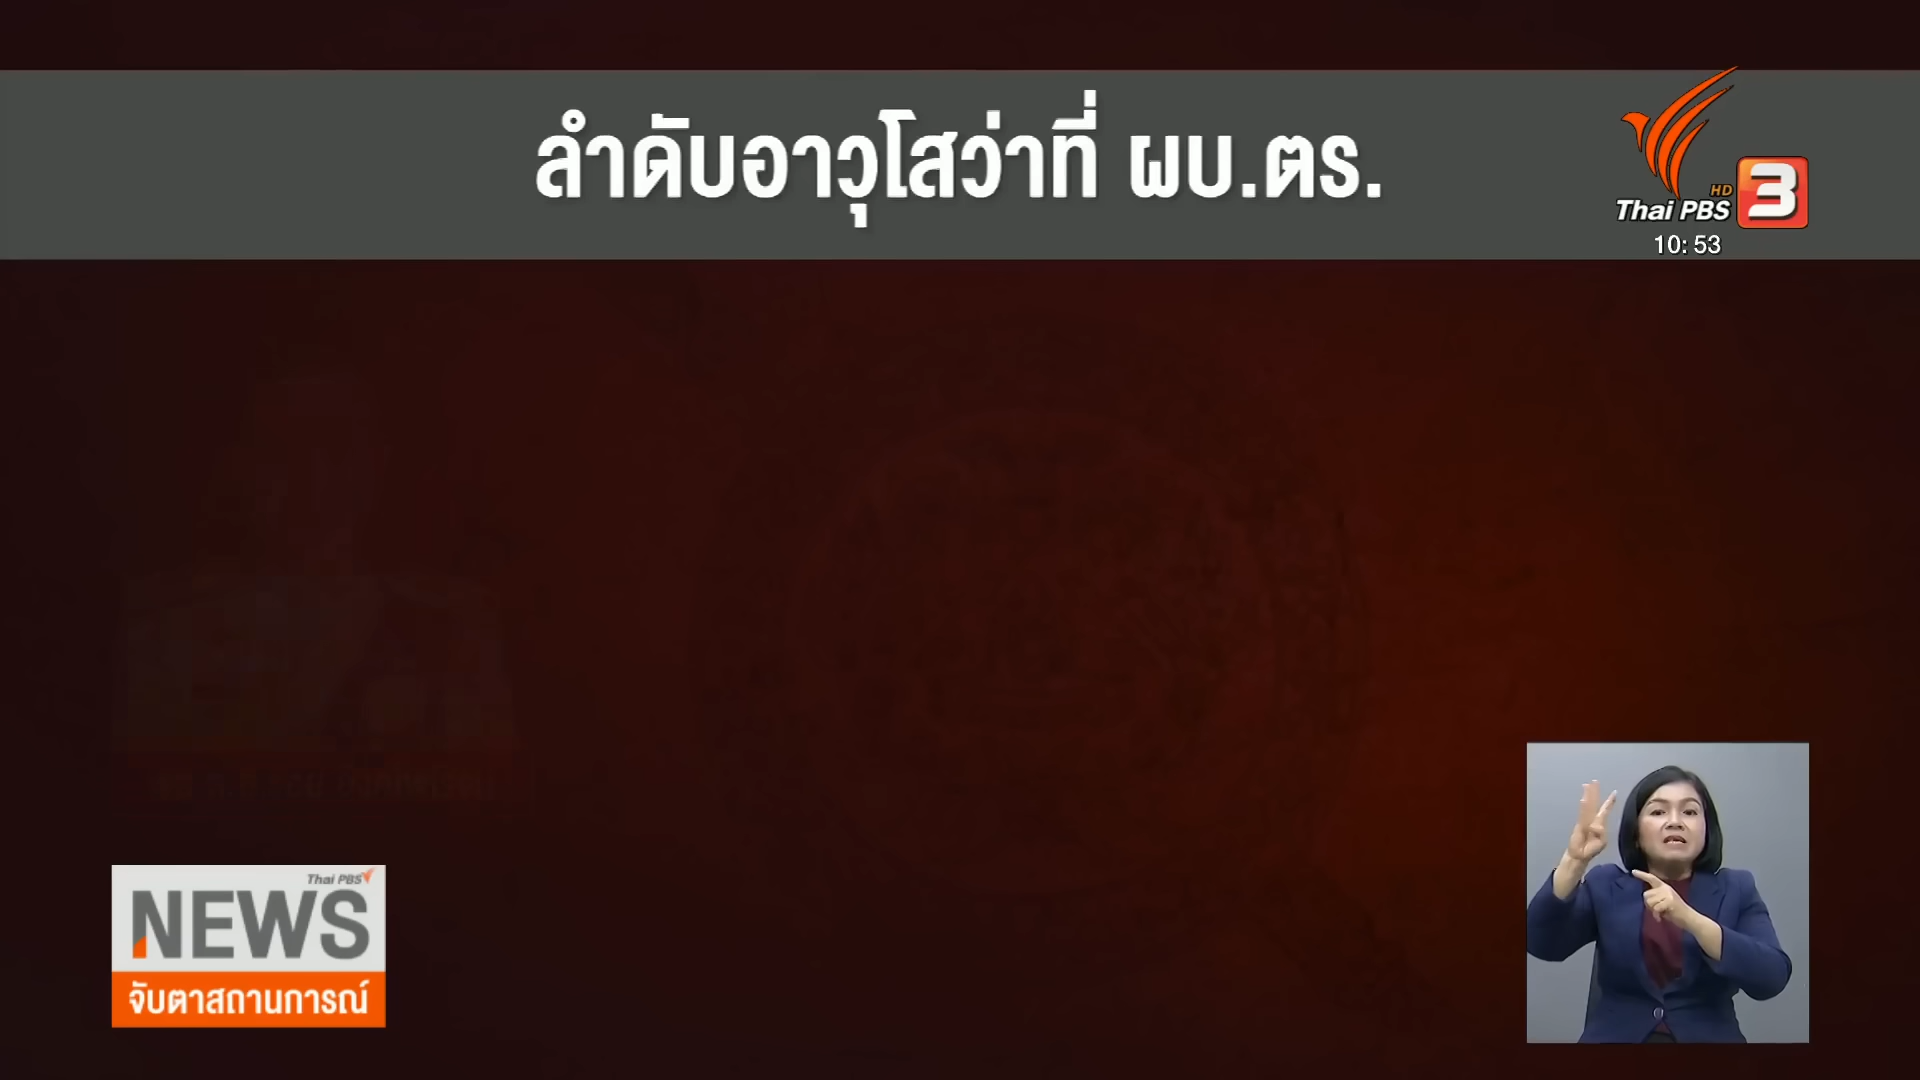 ลำดับอาวุโสว่าที่ ผบ.ตร.
HD
Thai PBS 3
10:53
Thai PBS
NEWS
จับตาสถานการณ์